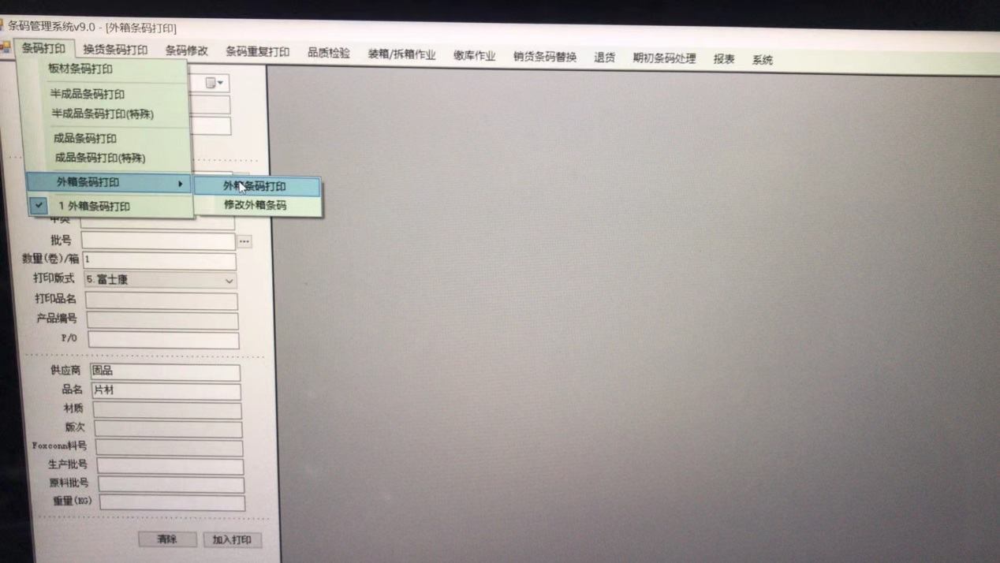 条码管理系统v9.0 - [外箱条码打印]
条码打印 换货条码打印 条码修改 条码重复打印 品质检验 装箱/拆箱作业 缴库作业 销货条码替换 退货 期初条码处理 报表 系统
板材条码打印
半成品条码打印
半成品条码打印(特殊)
成品条码打印
成品条码打印(特殊)
外箱条码打印
外箱条码打印
1 外箱条码打印
修改外箱条码
中类
批号
数量(卷)/箱 1
打印版式 5.富士康
打印品名
产品编号
P/O
供应商 固品
品名 片材
材质
版次
Foxconn料号
生产批号
原料批号
重量(KG)
清除 加入打印